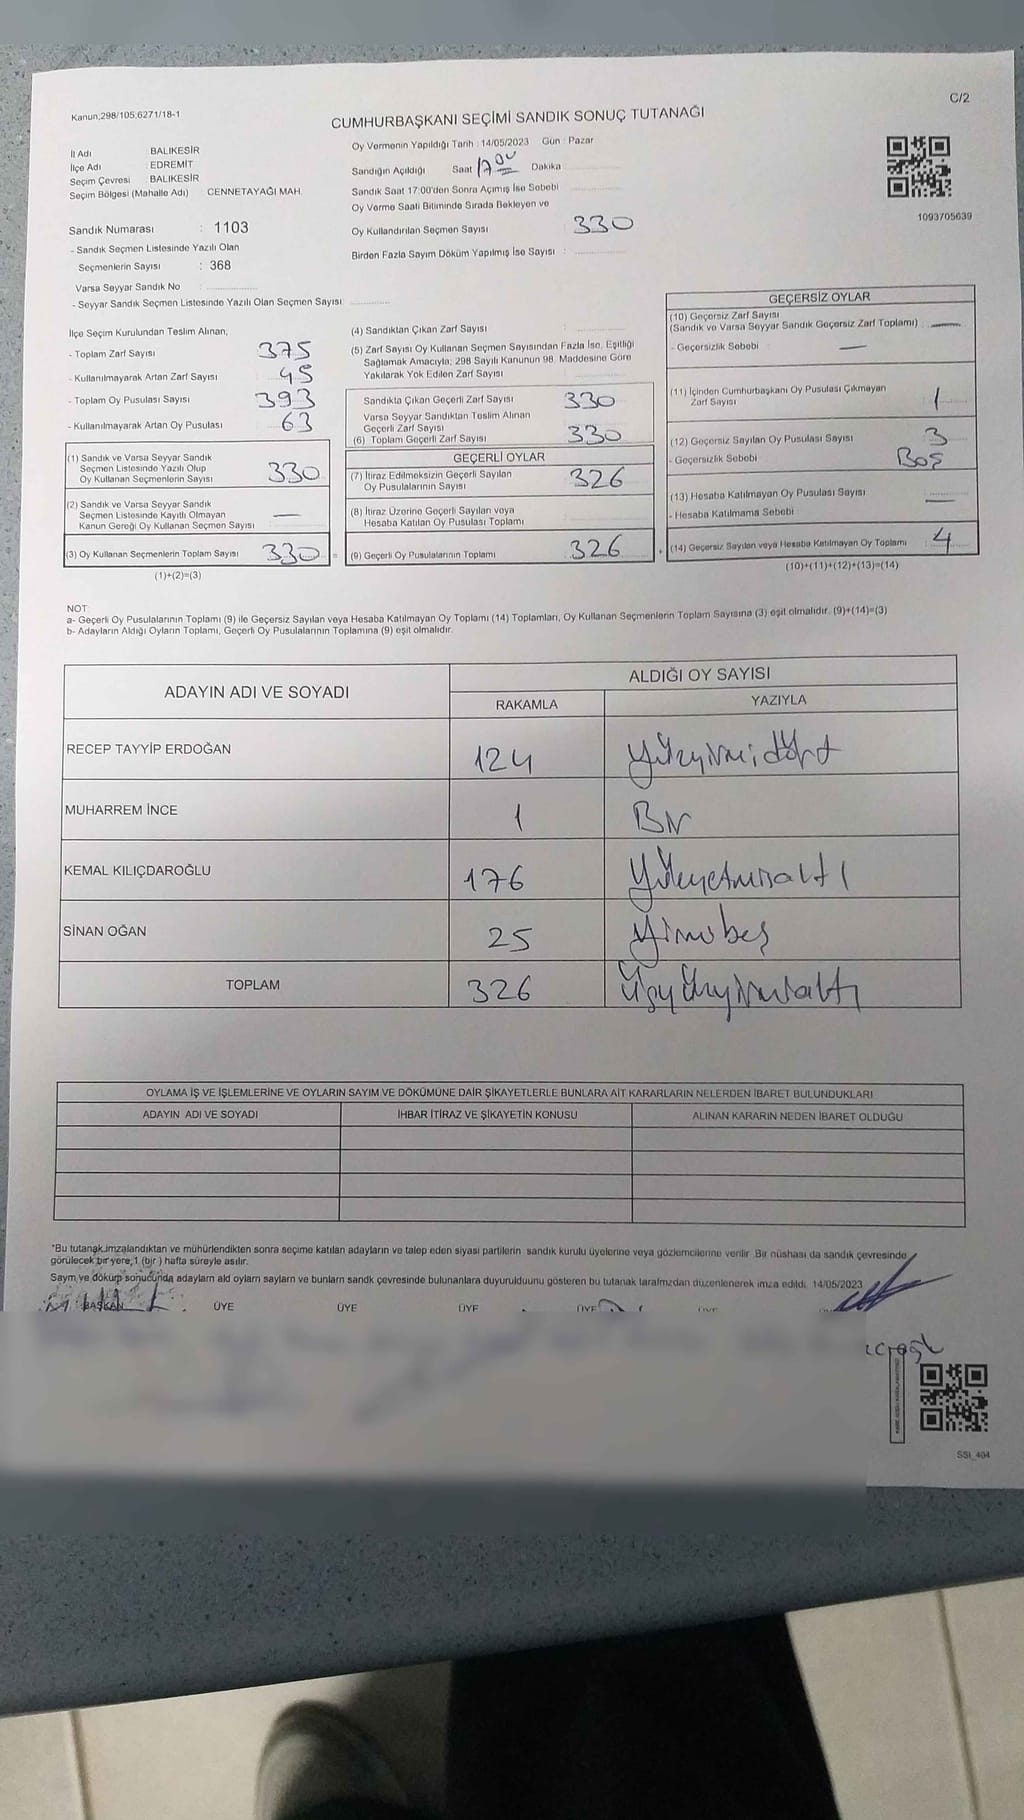 C/2
Kanun;298/105;6271/18-1
CUMHURBAŞKANI SEÇİMİ SANDIK SONUÇ TUTANAĞI
İl Adı : BALIKESİR
İlçe Adı : EDREMİT
Seçim Çevresi : BALIKESİR
Seçim Bölgesi (Mahalle Adı) CENNETAYAĞI MAH.
Oy Vermenin Yapıldığı Tarih : 14/05/2023 Gün : Pazar
Sandığın Açıldığı Saat 17 00 Dakika
Sandık Saat 17:00'den Sonra Açımış İse Sebebi
Oy Verme Saati Bitiminde Sırada Bekleyen ve
Oy Kullandırılan Seçmen Sayısı : 330
Birden Fazla Sayım Döküm Yapılmış İse Sayısı :
1093705639
Sandık Numarası : 1103
- Sandık Seçmen Listesinde Yazılı Olan
Seçmenlerin Sayısı : 368
Varsa Seyyar Sandık No :
- Seyyar Sandık Seçmen Listesinde Yazılı Olan Seçmen Sayısı:
İlçe Seçim Kurulundan Teslim Alınan;
- Toplam Zarf Sayısı 375
- Kullanılmayarak Artan Zarf Sayısı : 45
- Toplam Oy Pusulası Sayısı 393
- Kullanılmayarak Artan Oy Pusulası : 63
(1) Sandık ve Varsa Seyyar Sandık
Seçmen Listesinde Yazılı Olup
Oy Kullanan Seçmenlerin Sayısı : 330
(2) Sandık ve Varsa Seyyar Sandık
Seçmen Listesinde Kayıtlı Olmayan
Kanun Gereği Oy Kullanan Seçmen Sayısı : —
(3) Oy Kullanan Seçmenlerin Toplam Sayısı 330 =
(1)+(2)=(3)
(4) Sandıktan Çıkan Zarf Sayısı :
(5) Zarf Sayısı Oy Kullanan Seçmen Sayısından Fazla İse, Eşitliği
Sağlamak Amacıyla, 298 Sayılı Kanunun 98. Maddesine Göre
Yakılarak Yok Edilen Zarf Sayısı
Sandıkta Çıkan Geçerli Zarf Sayısı 330
Varsa Seyyar Sandıktan Teslim Alınan
Geçerli Zarf Sayısı
(6) Toplam Geçerli Zarf Sayısı : 330
GEÇERLİ OYLAR
(7) İtiraz Edilmeksizin Geçerli Sayılan
Oy Pusulalarının Sayısı : 326
(8) İtiraz Üzerine Geçerli Sayılan veya
Hesaba Katılan Oy Pusulası Toplamı
(9) Geçerli Oy Pusulalarının Toplamı 326 +
GEÇERSİZ OYLAR
(10) Geçersiz Zarf Sayısı
(Sandık ve Varsa Seyyar Sandık Geçersiz Zarf Toplamı) —
- Geçersizlik Sebebi : —
(11) İçinden Cumhurbaşkanı Oy Pusulası Çıkmayan
Zarf Sayısı 1
(12) Geçersiz Sayılan Oy Pusulası Sayısı : 3
- Geçersizlik Sebebi : Boş
(13) Hesaba Katılmayan Oy Pusulası Sayısı : —
- Hesaba Katılmama Sebebi —
(14) Geçersiz Sayılan veya Hesaba Katılmayan Oy Toplamı : 4
(10)+(11)+(12)+(13)=(14)
NOT:
a- Geçerli Oy Pusulalarının Toplamı (9) ile Geçersiz Sayılan veya Hesaba Katılmayan Oy Toplamı (14) Toplamları, Oy Kullanan Seçmenlerin Toplam Sayısına (3) eşit olmalıdır. (9)+(14)=(3)
b- Adayların Aldığı Oyların Toplamı, Geçerli Oy Pusulalarının Toplamına (9) eşit olmalıdır.
ADAYIN ADI VE SOYADI
ALDIĞI OY SAYISI
RAKAMLA YAZIYLA
RECEP TAYYİP ERDOĞAN 124 Yüzyirmidört
MUHARREM İNCE 1 Bir
KEMAL KILIÇDAROĞLU 176 Yüzyetmişaltı
SİNAN OĞAN 25 Yirmibeş
TOPLAM 326 Üçyüzyirmialtı
OYLAMA İŞ VE İŞLEMLERİNE VE OYLARIN SAYIM VE DÖKÜMÜNE DAİR ŞİKAYETLERLE BUNLARA AİT KARARLARIN NELERDEN İBARET BULUNDUKLARI
ADAYIN ADI VE SOYADI İHBAR İTİRAZ VE ŞİKAYETİN KONUSU ALINAN KARARIN NEDEN İBARET OLDUĞU
*Bu tutanak imzalandıktan ve mühürlendikten sonra seçime katılan adayların ve talep eden siyasi partilerin sandık kurulu üyelerine veya gözlemcilerine verilir. Bir nüshası da sandık çevresinde
görülecek bir yere,1 (bir ) hafta süreyle asılır.
Saym ve döküm sonucunda adaylarn ald oylarn saylarn ve bunlarn sandk çevresinde bulunanlara duyurulduunu gösteren bu tutanak tarafmzdan düzenlenerek imza edildi. 14/05/2023
BAŞKAN ÜYE ÜYE ÜYE ÜYE ÜYE
SSI_404